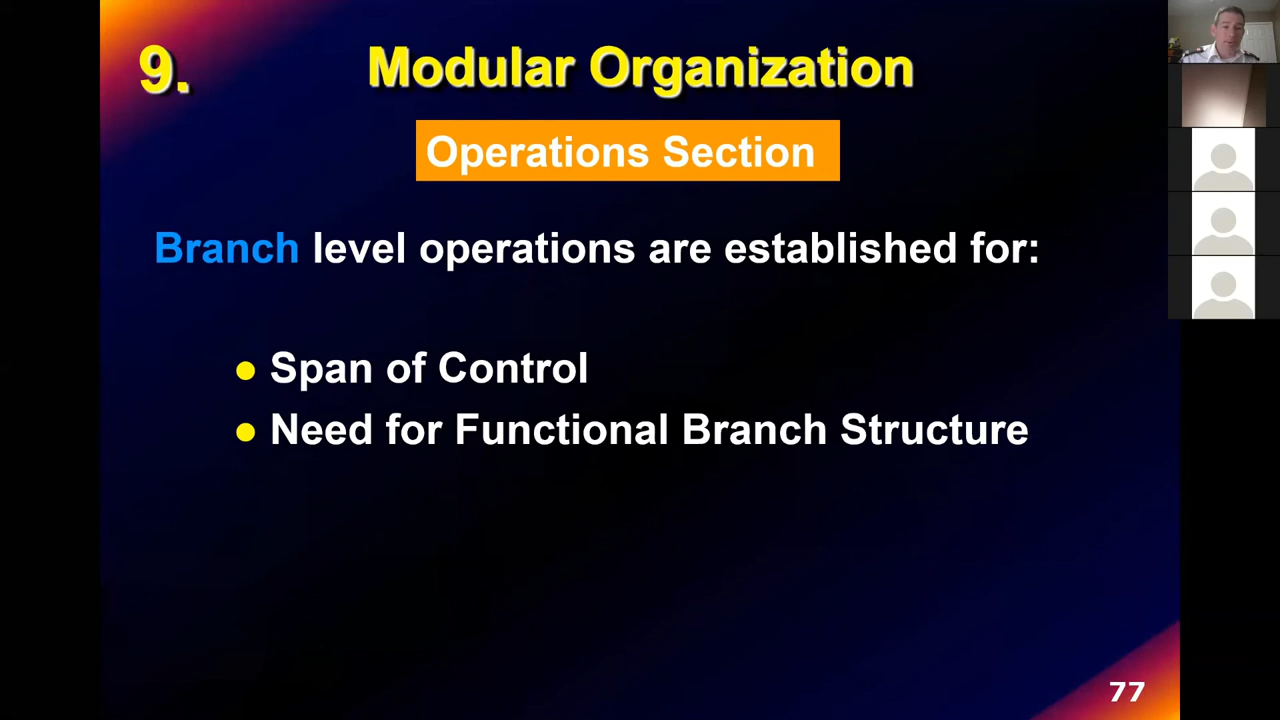 9. Modular Organization
Operations Section
Branch level operations are established for:
● Span of Control
● Need for Functional Branch Structure
77